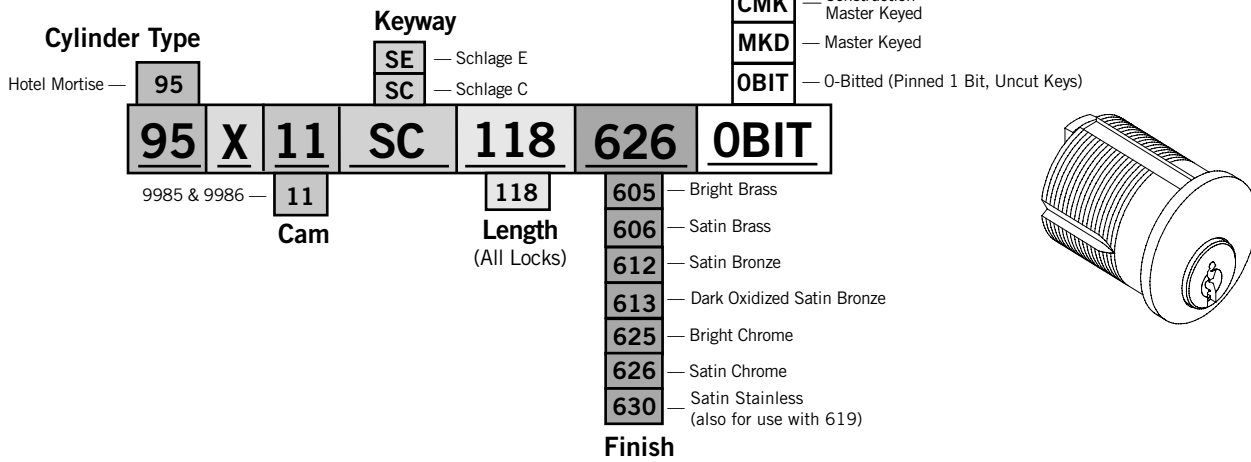 CMK — Construction
Master Keyed
Keyway
MKD — Master Keyed
Cylinder Type
SE — Schlage E
Hotel Mortise — 95
SC — Schlage C
0BIT — 0-Bitted (Pinned 1 Bit, Uncut Keys)
95 X 11 SC 118 626 0BIT
9985 & 9986 — 11
Cam
118
Length
(All Locks)
605 — Bright Brass
606 — Satin Brass
612 — Satin Bronze
613 — Dark Oxidized Satin Bronze
625 — Bright Chrome
626 — Satin Chrome
630 — Satin Stainless
(also for use with 619)
Finish